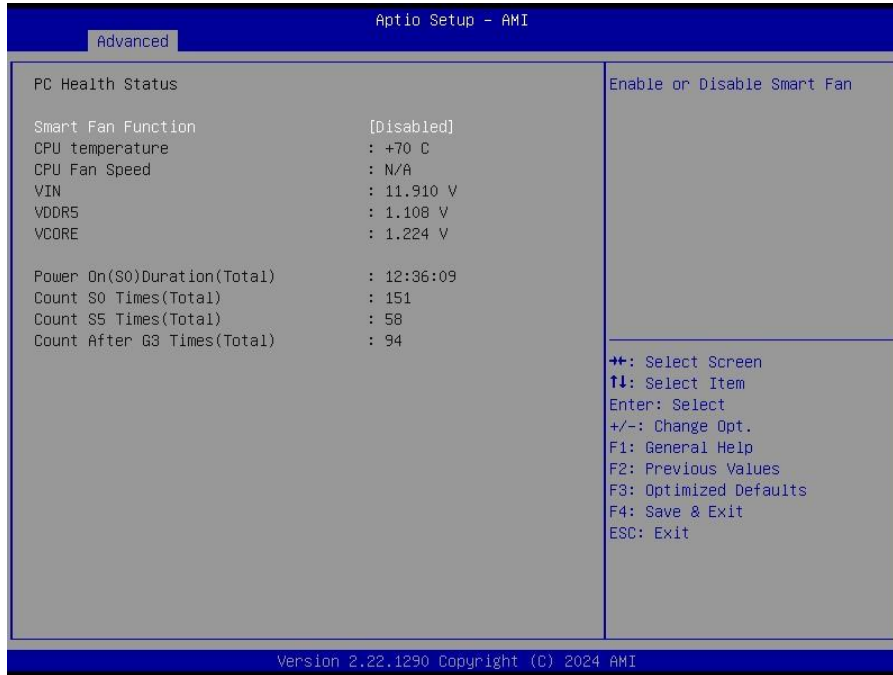 Aptio Setup – AMI
Advanced
PC Health Status
Smart Fan Function [Disabled]
CPU temperature : +70 C
CPU Fan Speed : N/A
VIN : 11.910 V
VDDR5 : 1.108 V
VCORE : 1.224 V
Power On(S0)Duration(Total) : 12:36:09
Count S0 Times(Total) : 151
Count S5 Times(Total) : 58
Count After G3 Times(Total) : 94
Enable or Disable Smart Fan
→←: Select Screen
↑↓: Select Item
Enter: Select
+/-: Change Opt.
F1: General Help
F2: Previous Values
F3: Optimized Defaults
F4: Save & Exit
ESC: Exit
Version 2.22.1290 Copyright (C) 2024 AMI